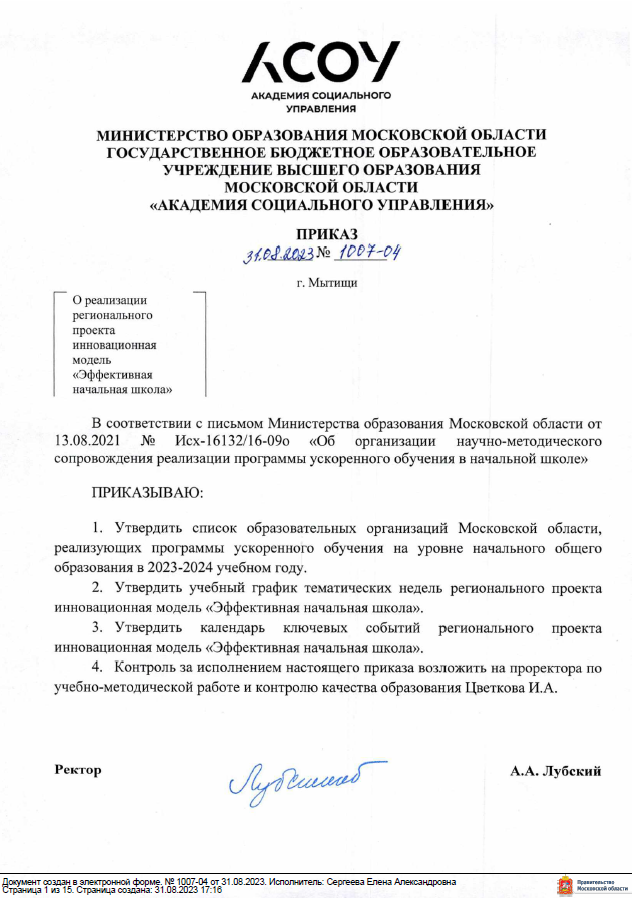 АСОУ
АКАДЕМИЯ СОЦИАЛЬНОГО
УПРАВЛЕНИЯ
МИНИСТЕРСТВО ОБРАЗОВАНИЯ МОСКОВСКОЙ ОБЛАСТИ
ГОСУДАРСТВЕННОЕ БЮДЖЕТНОЕ ОБРАЗОВАТЕЛЬНОЕ
УЧРЕЖДЕНИЕ ВЫСШЕГО ОБРАЗОВАНИЯ
МОСКОВСКОЙ ОБЛАСТИ
«АКАДЕМИЯ СОЦИАЛЬНОГО УПРАВЛЕНИЯ»
ПРИКАЗ
31.08.2023 № 1007-04
г. Мытищи
О реализации
регионального
проекта
инновационная
модель
«Эффективная
начальная школа»
В соответствии с письмом Министерства образования Московской области от
13.08.2021 № Исх-16132/16-09о «Об организации научно-методического
сопровождения реализации программы ускоренного обучения в начальной школе»
ПРИКАЗЫВАЮ:
1. Утвердить список образовательных организаций Московской области,
реализующих программы ускоренного обучения на уровне начального общего
образования в 2023-2024 учебном году.
2. Утвердить учебный график тематических недель регионального проекта
инновационная модель «Эффективная начальная школа».
3. Утвердить календарь ключевых событий регионального проекта
инновационная модель «Эффективная начальная школа».
4. Контроль за исполнением настоящего приказа возложить на проректора по
учебно-методической работе и контролю качества образования Цветкова И.А.
Ректор
А.А. Лубский
Документ создан в электронной форме. № 1007-04 от 31.08.2023. Исполнитель: Сергеева Елена Александровна
Страница 1 из 15. Страница создана: 31.08.2023 17:16
Правительство
Московской области